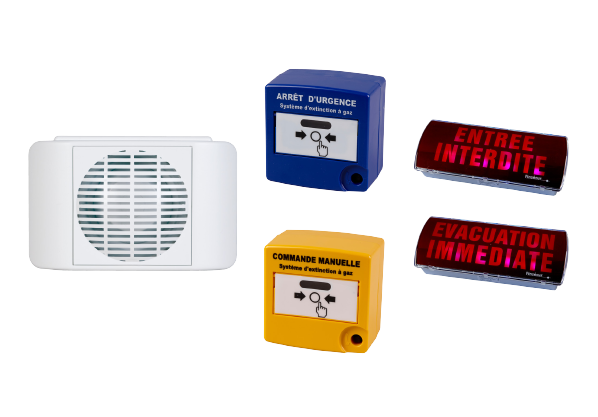 ARRÊT D'URGENCE
Système d'extinction à gaz
COMMANDE MANUELLE
Système d'extinction à gaz
ENTREE
INTERDITE
EVACUATION
IMMEDIATE